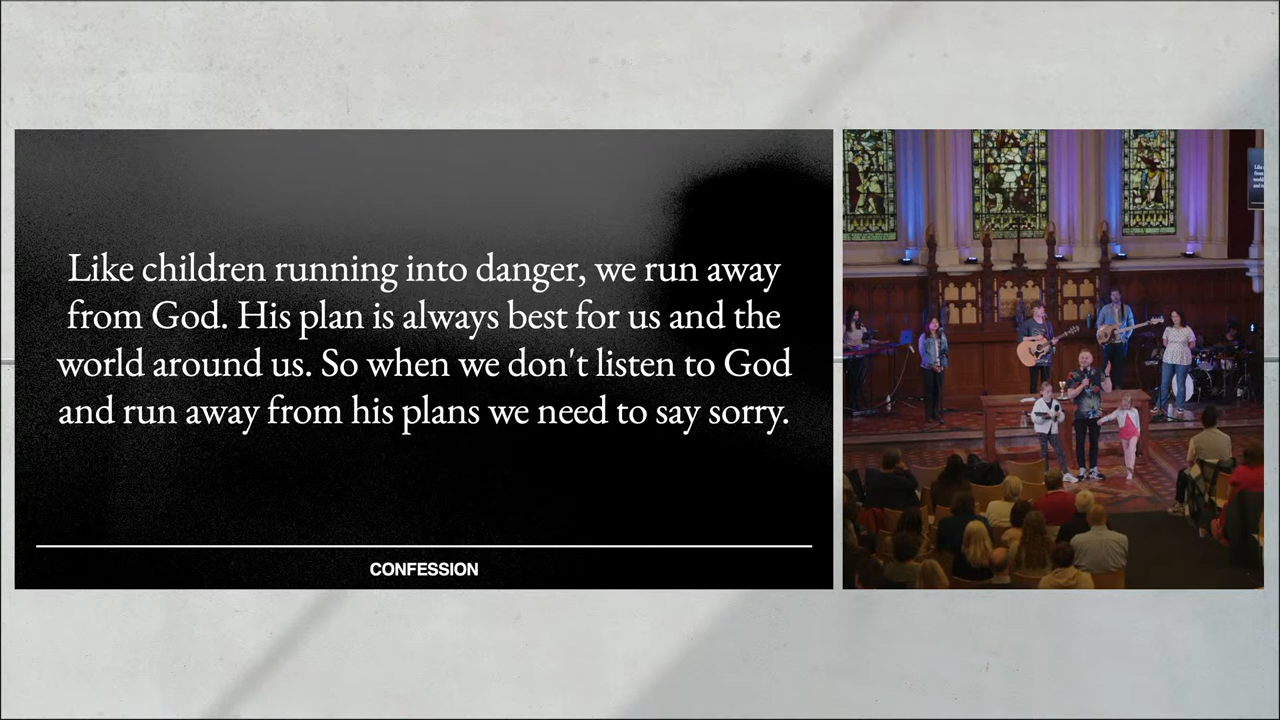 Like children running into danger, we run away
from God. His plan is always best for us and the
world around us. So when we don't listen to God
and run away from his plans we need to say sorry.
CONFESSION